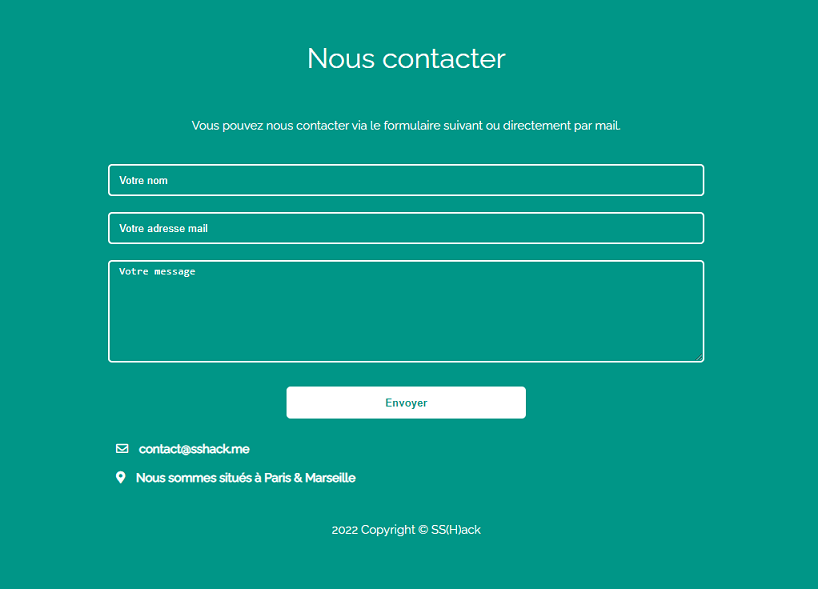 Nous contacter
Vous pouvez nous contacter via le formulaire suivant ou directement par mail.
Votre nom
Votre adresse mail
Votre message
Envoyer
contact@sshack.me
Nous sommes situés à Paris & Marseille
2022 Copyright © SS(H)ack